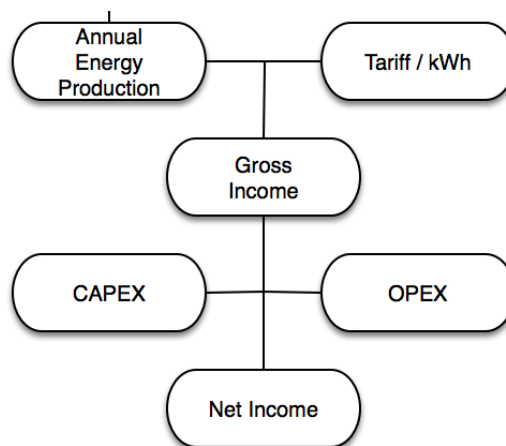 Annual
Energy
Production
Tariff / kWh
Gross
Income
CAPEX
OPEX
Net Income